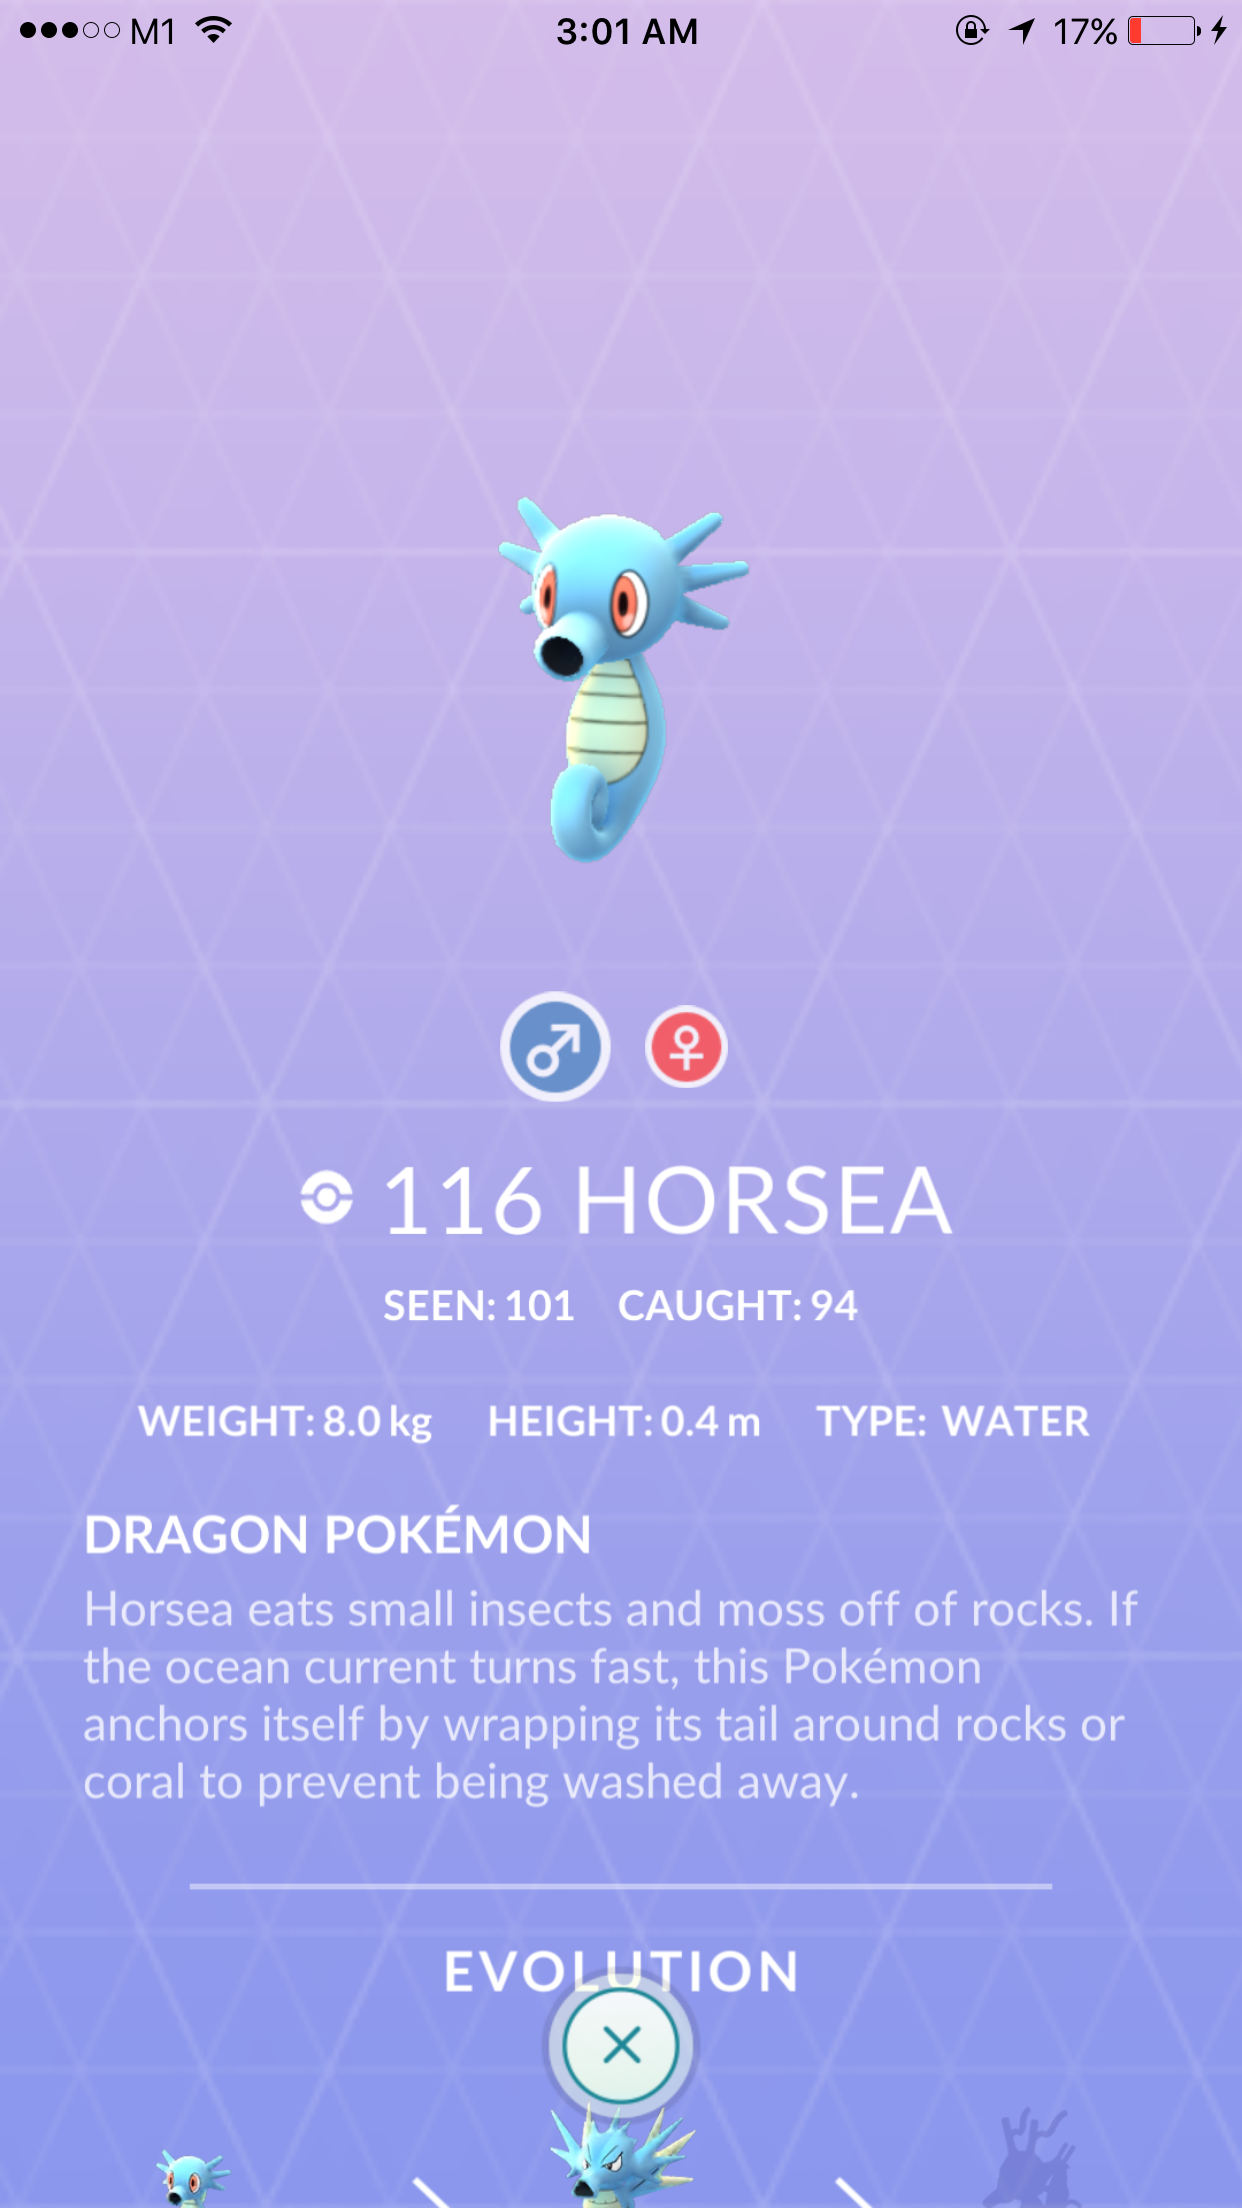 M1 3:01 AM 17%
116 HORSEA
SEEN: 101 CAUGHT: 94
WEIGHT: 8.0 kg HEIGHT: 0.4 m TYPE: WATER
DRAGON POKÉMON
Horsea eats small insects and moss off of rocks. If
the ocean current turns fast, this Pokémon
anchors itself by wrapping its tail around rocks or
coral to prevent being washed away.
EVOLUTION